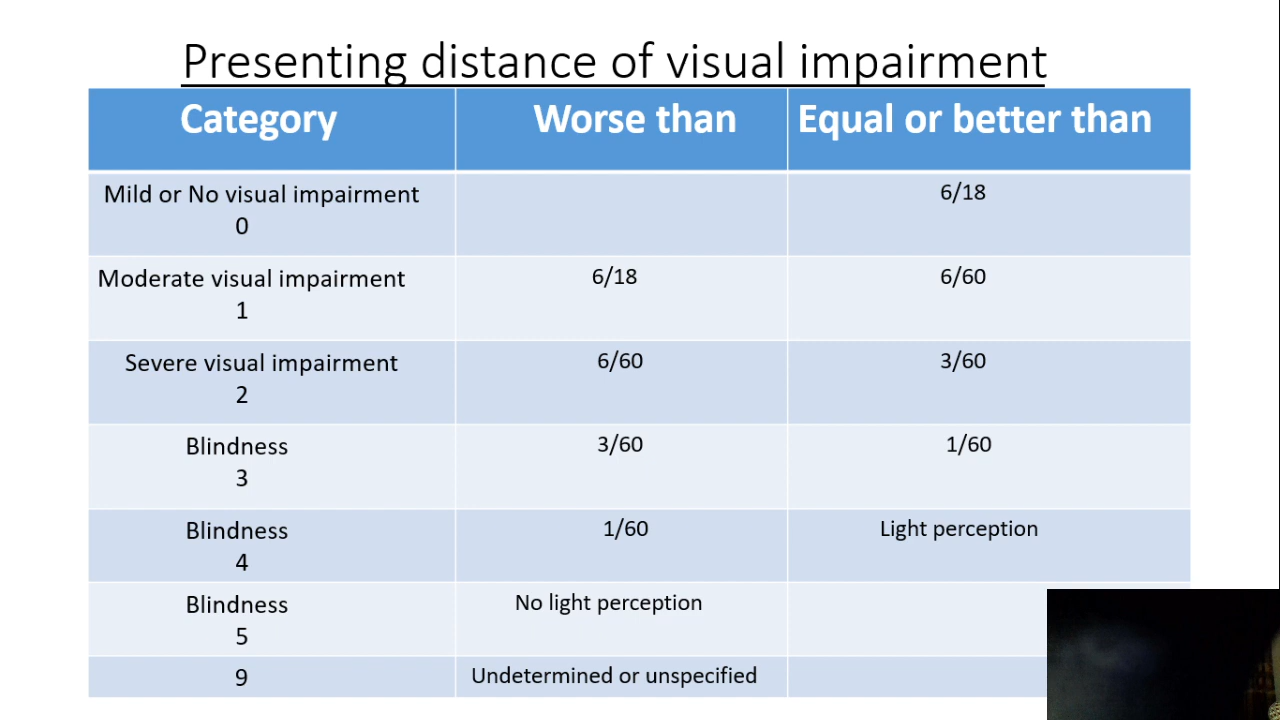 Presenting distance of visual impairment
Category Worse than Equal or better than
Mild or No visual impairment 6/18
0
Moderate visual impairment 6/18 6/60
1
Severe visual impairment 6/60 3/60
2
Blindness 3/60 1/60
3
Blindness 1/60 Light perception
4
Blindness No light perception
5
9 Undetermined or unspecified